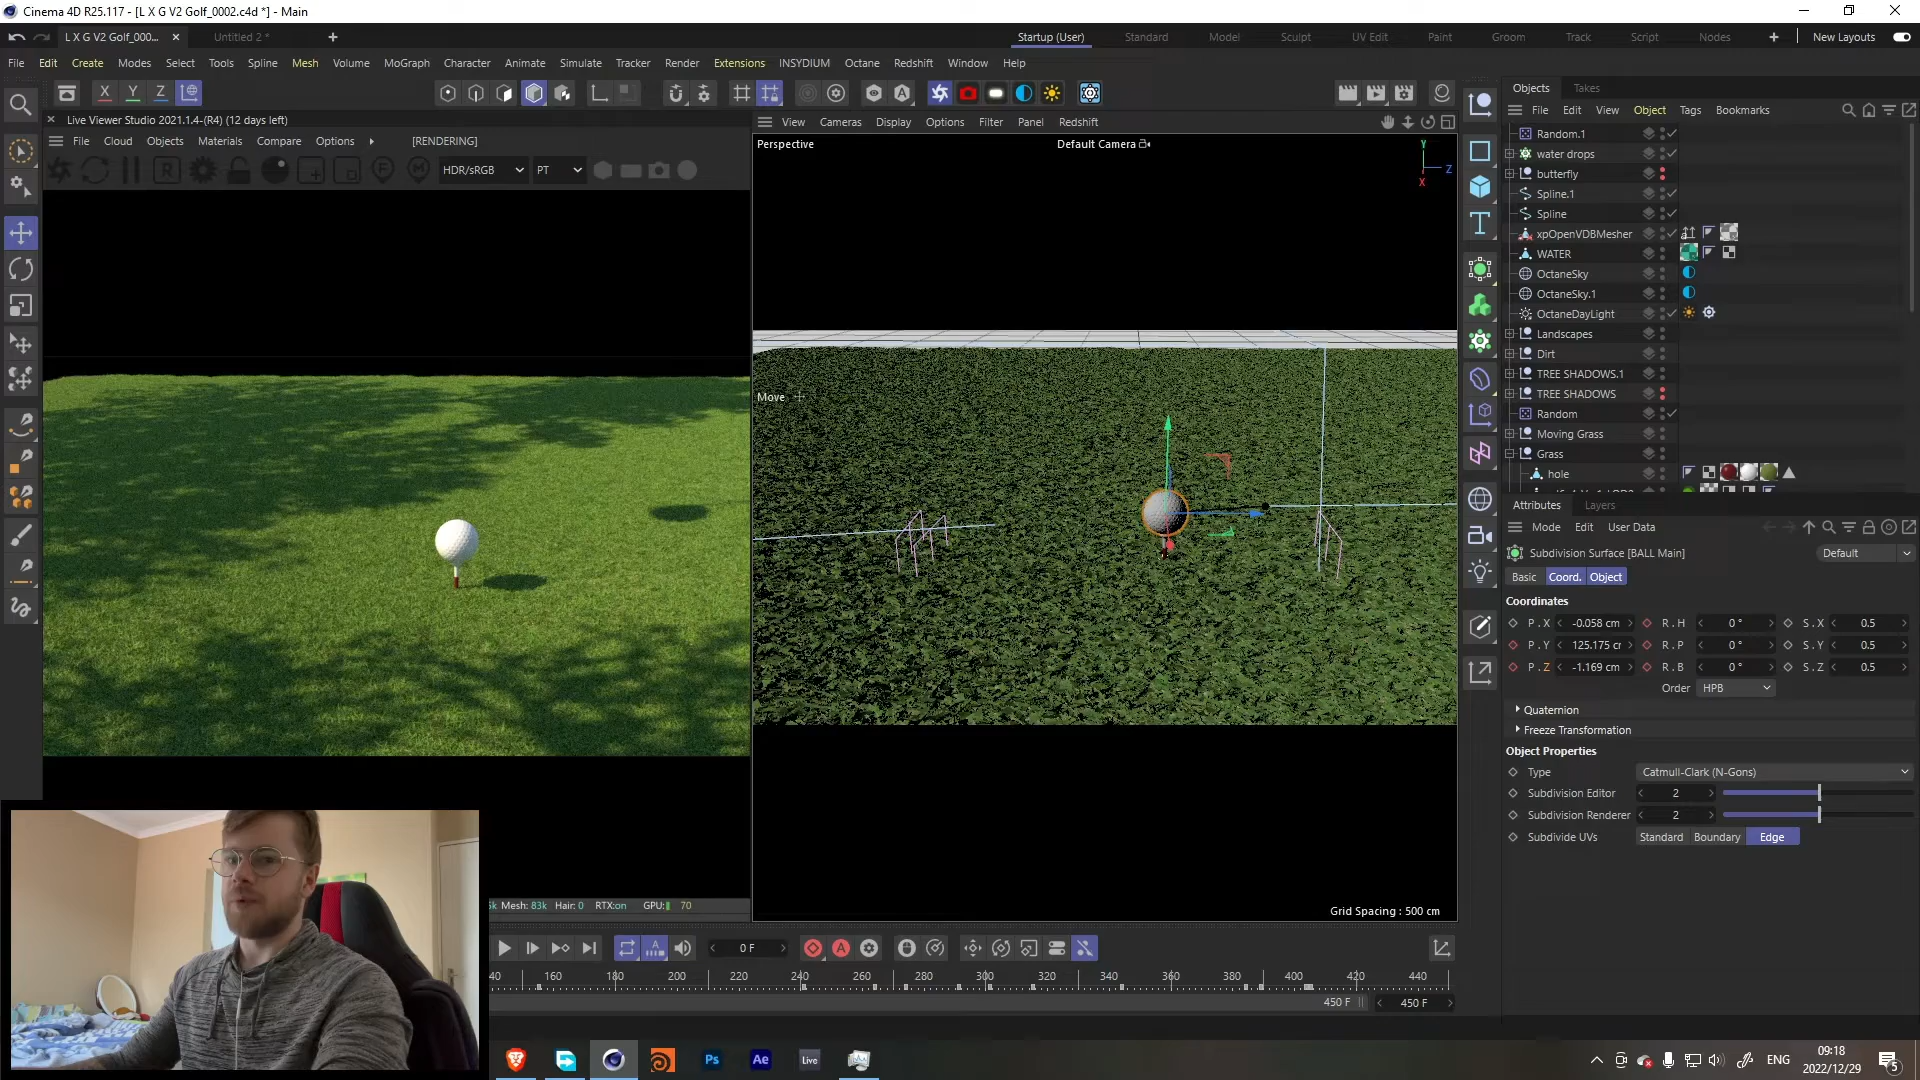 Cinema 4D R25.117 - [L X G V2 Golf_0002.c4d *] - Main
L X G V2 Golf_000...
Untitled 2 *
Startup (User)
Standard
Model
Sculpt
UV Edit
Paint
Groom
Track
Script
Nodes
New Layouts
File Edit Create Modes Select Tools Spline Mesh Volume MoGraph Character Animate Simulate Tracker Render Extensions INSYDIUM Octane Redshift Window Help
X Y Z
Objects Takes
File Edit View Object Tags Bookmarks
Live Viewer Studio 2021.1.4-(R4) (12 days left)
File Cloud Objects Materials Compare Options [RENDERING]
HDR/sRGB
PT
View Cameras Display Options Filter Panel Redshift
Perspective
Default Camera
Y
Z
X
Move
Grid Spacing : 500 cm
Random.1
water drops
butterfly
Spline.1
Spline
xpOpenVDBMesher
WATER
OctaneSky
OctaneSky.1
OctaneDayLight
Landscapes
Dirt
TREE SHADOWS.1
TREE SHADOWS
Random
Moving Grass
Grass
hole
Attributes Layers
Mode Edit User Data
Subdivision Surface [BALL Main]
Default
Basic Coord. Object
Coordinates
P . X -0.058 cm R . H 0 ° S . X 0.5
P . Y 125.175 cr R . P 0 ° S . Y 0.5
P . Z -1.169 cm R . B 0 ° S . Z 0.5
Order HPB
Quaternion
Freeze Transformation
Object Properties
Type Catmull-Clark (N-Gons)
Subdivision Editor 2
Subdivision Renderer 2
Subdivide UVs Standard Boundary Edge
Mesh: 83k Hair: 0 RTX:on GPU: 70
0 F
40 160 180 200 220 240 260 280 300 320 340 360 380 400 420 440
450 F
450 F
Ps
Ae
Live
ENG
09:18
2022/12/29
5